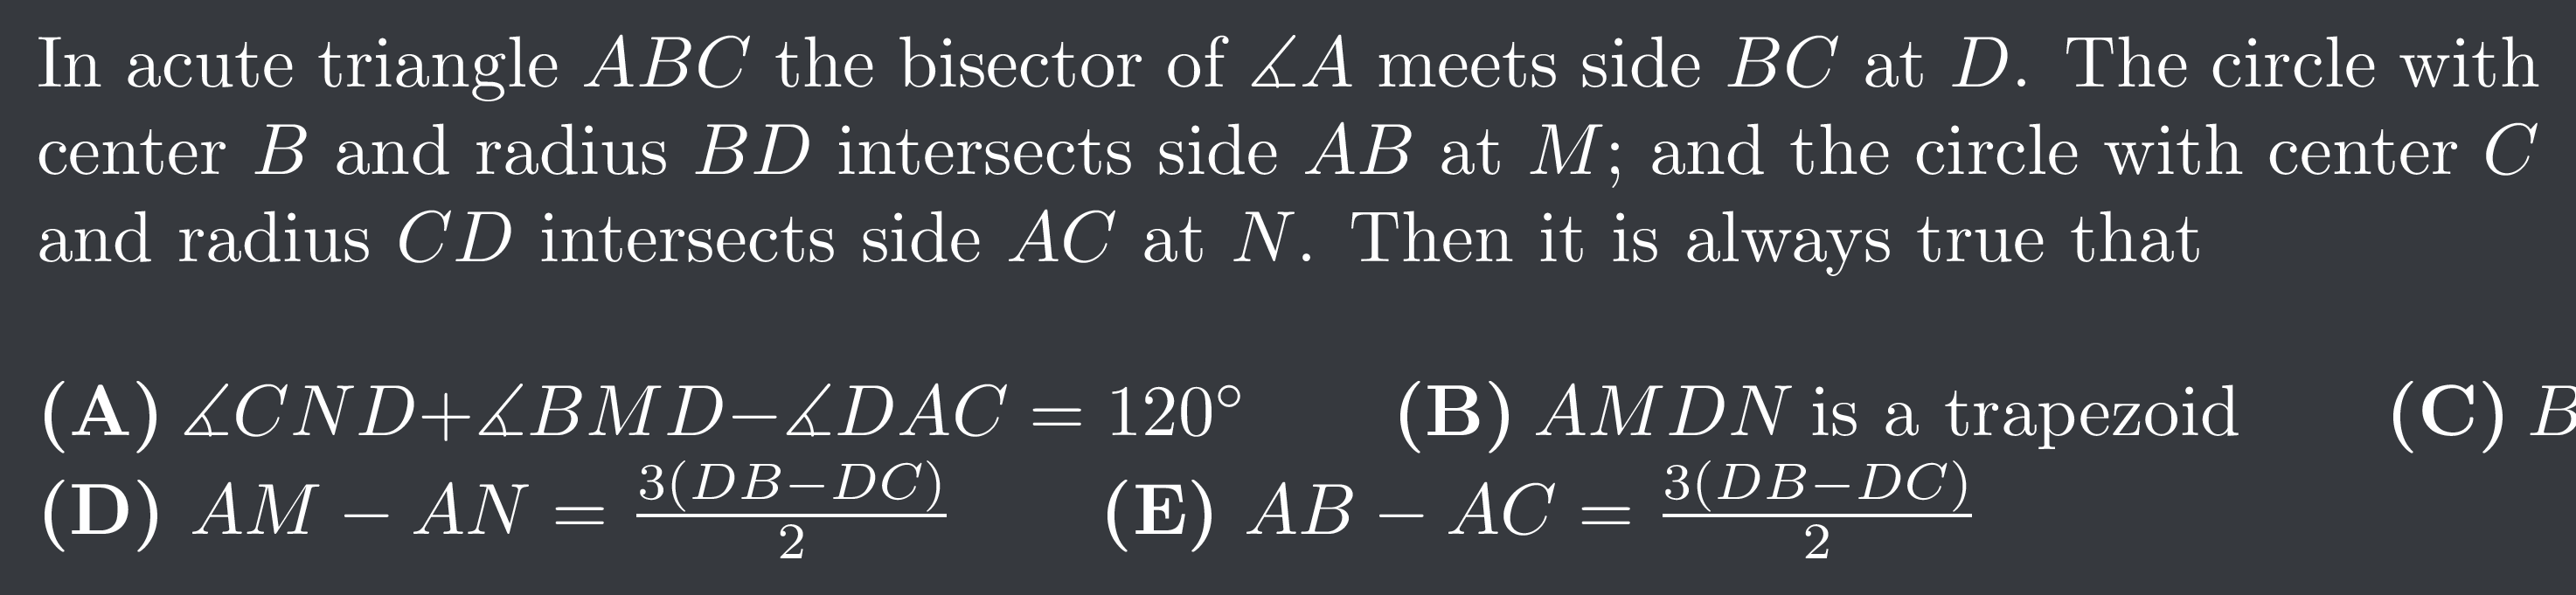 In acute triangle ABC the bisector of ∡A meets side BC at D. The circle with
center B and radius BD intersects side AB at M; and the circle with center C
and radius CD intersects side AC at N. Then it is always true that
(A) ∡CND+∡BMD−∡DAC = 120° (B) AMDN is a trapezoid (C) B
(D) AM − AN = \frac{3(DB−DC)}{2} (E) AB − AC = \frac{3(DB−DC)}{2}